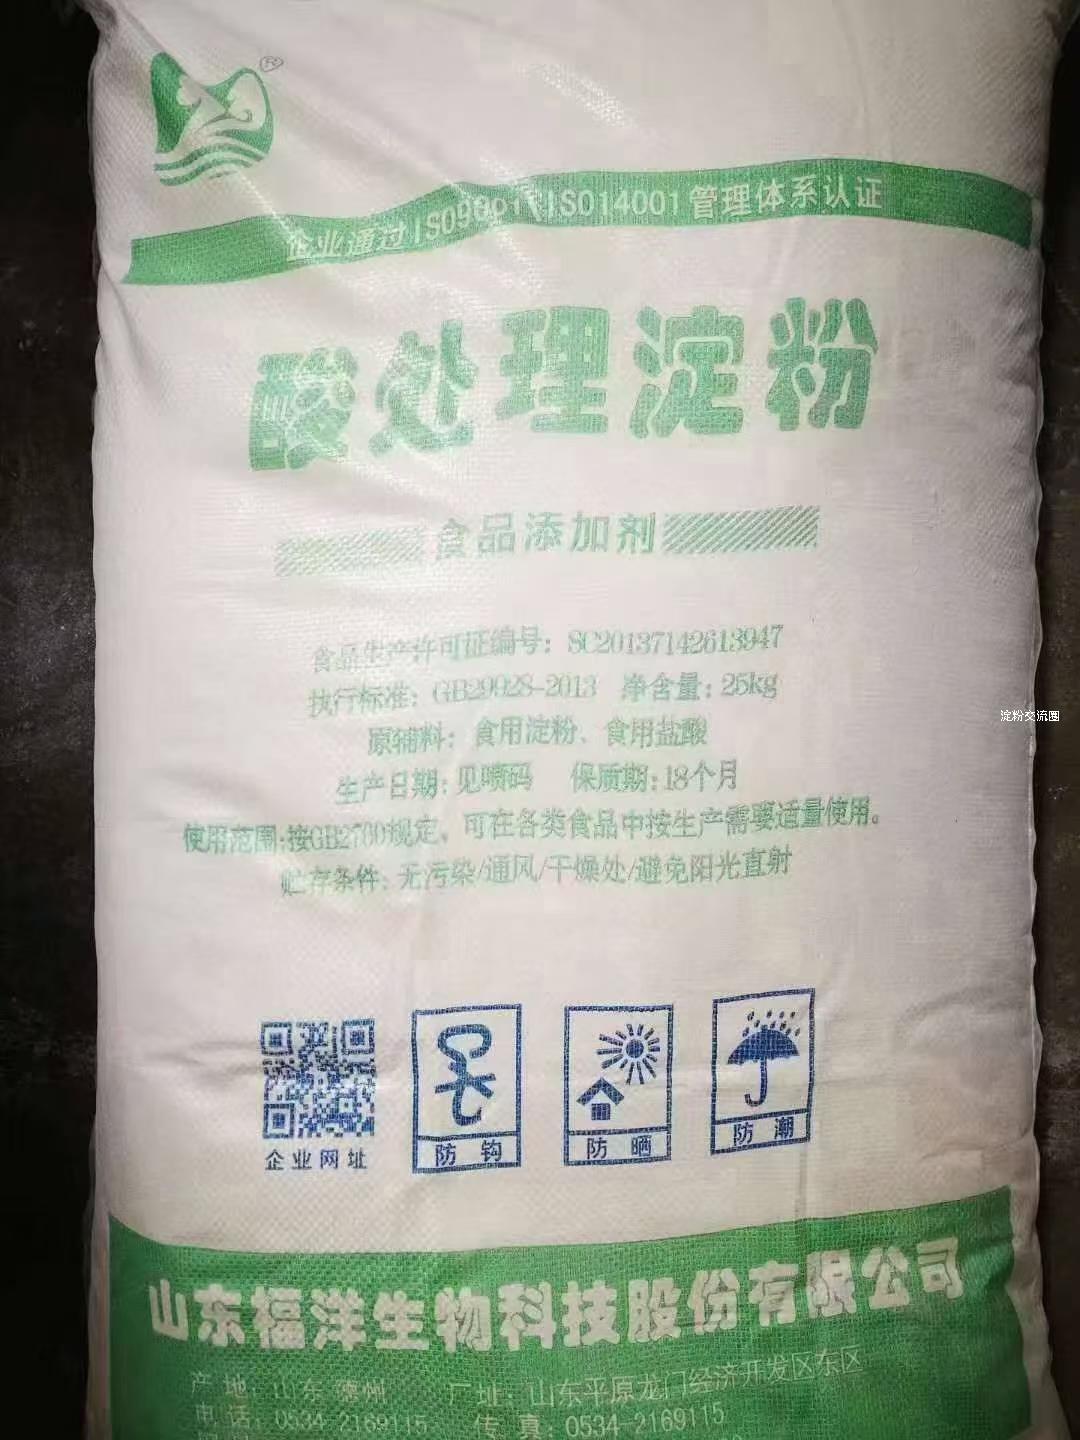 ®
企业通过ISO9001/ISO14001管理体系认证
酸处理淀粉
食品添加剂
食品生产许可证编号：SC20137142613947
执行标准：GB29928-2013 净含量：25kg
原辅料：食用淀粉、食用盐酸
生产日期：见喷码 保质期：18个月
使用范围：按GB2760规定，可在各类食品中按生产需要适量使用。
贮存条件：无污染/通风/干燥处/避免阳光直射
淀粉交流圈
企业网址
防钩
防晒
防潮
山东福洋生物科技股份有限公司
产地：山东 德州 厂址：山东平原龙门经济开发区东区
电话：0534-2169115 传真：0534-2169115